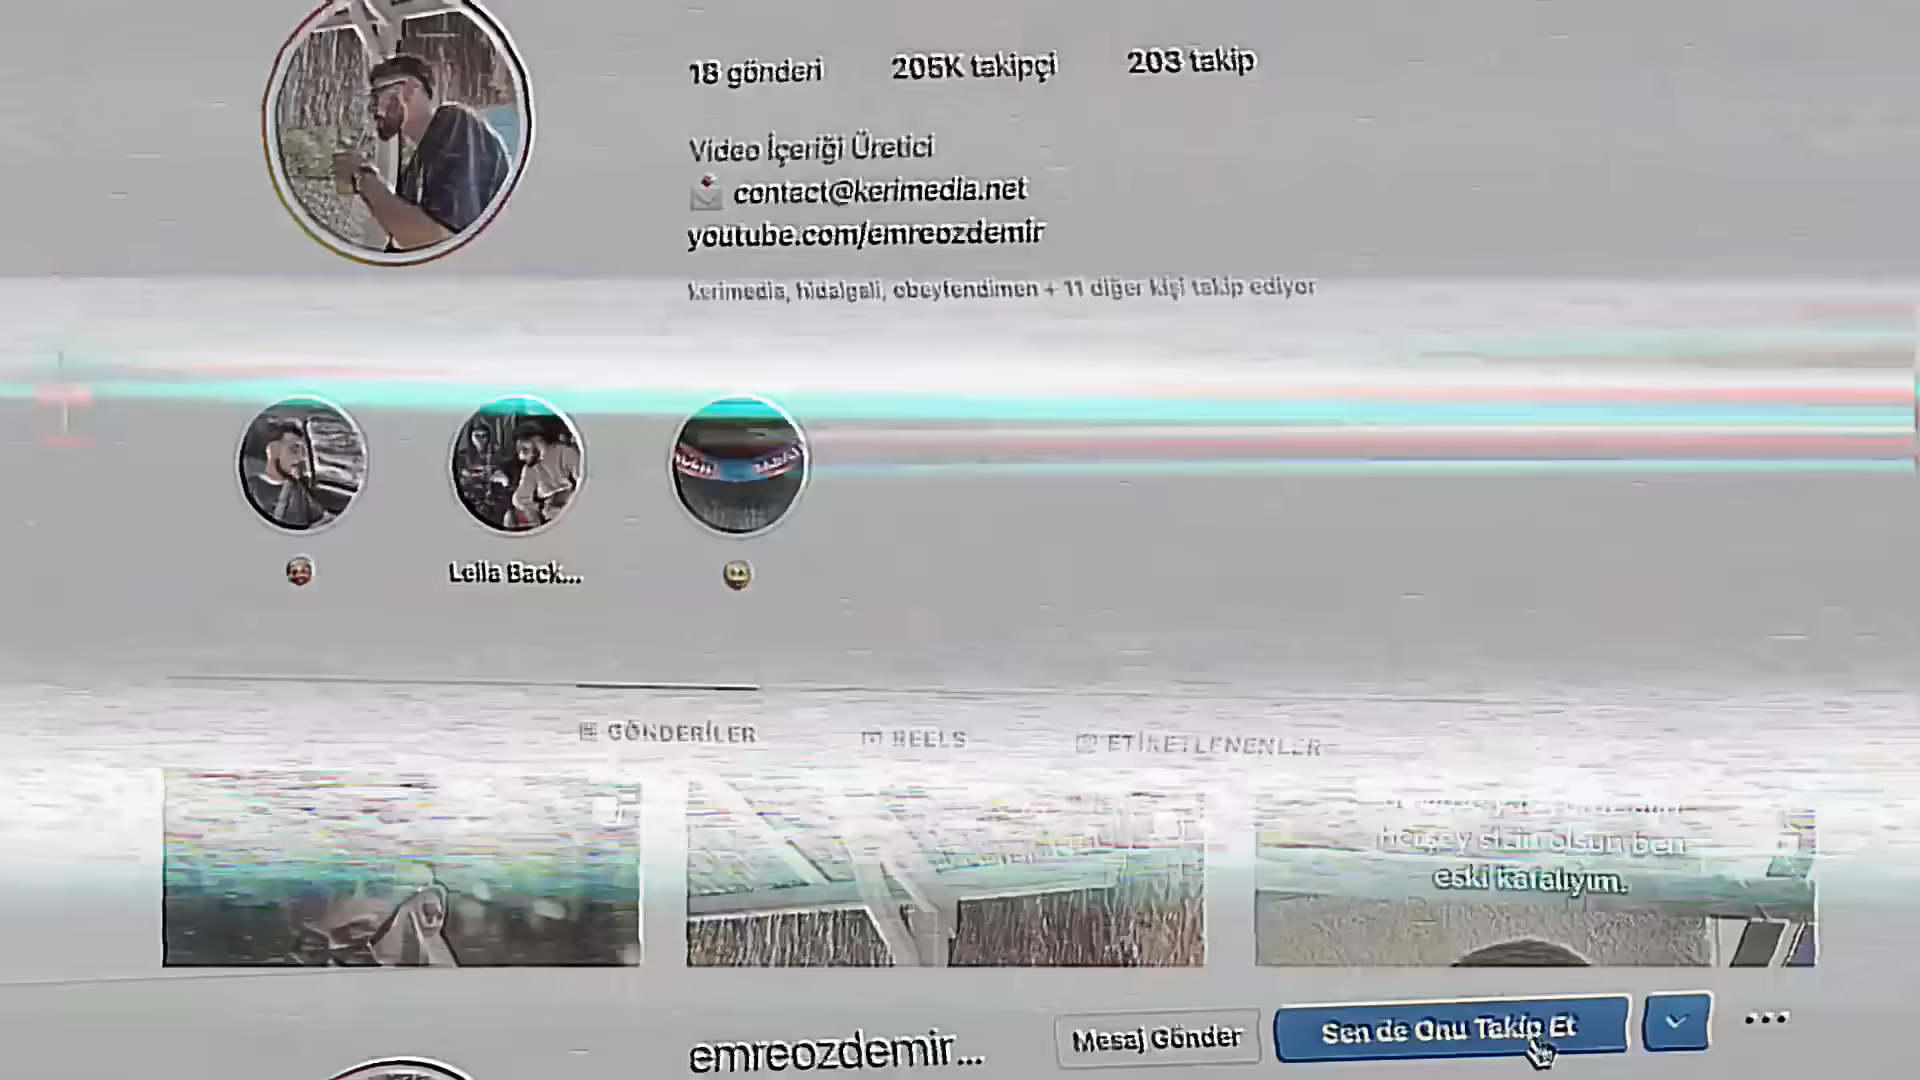 18 gönderi 205K takipçi 203 takip
Video İçeriği Üretici
contact@kerimedia.net
youtube.com/emreozdemir
kerimedia, hidalgali, obeyfendimen + 11 diğer kişi takip ediyor
Leila Back...
GÖNDERİLER REELS ETİKETLENENLER
herşey sizin olsun ben
eski kafalıyım.
emreozdemir... Mesaj Gönder Sen de Onu Takip Et